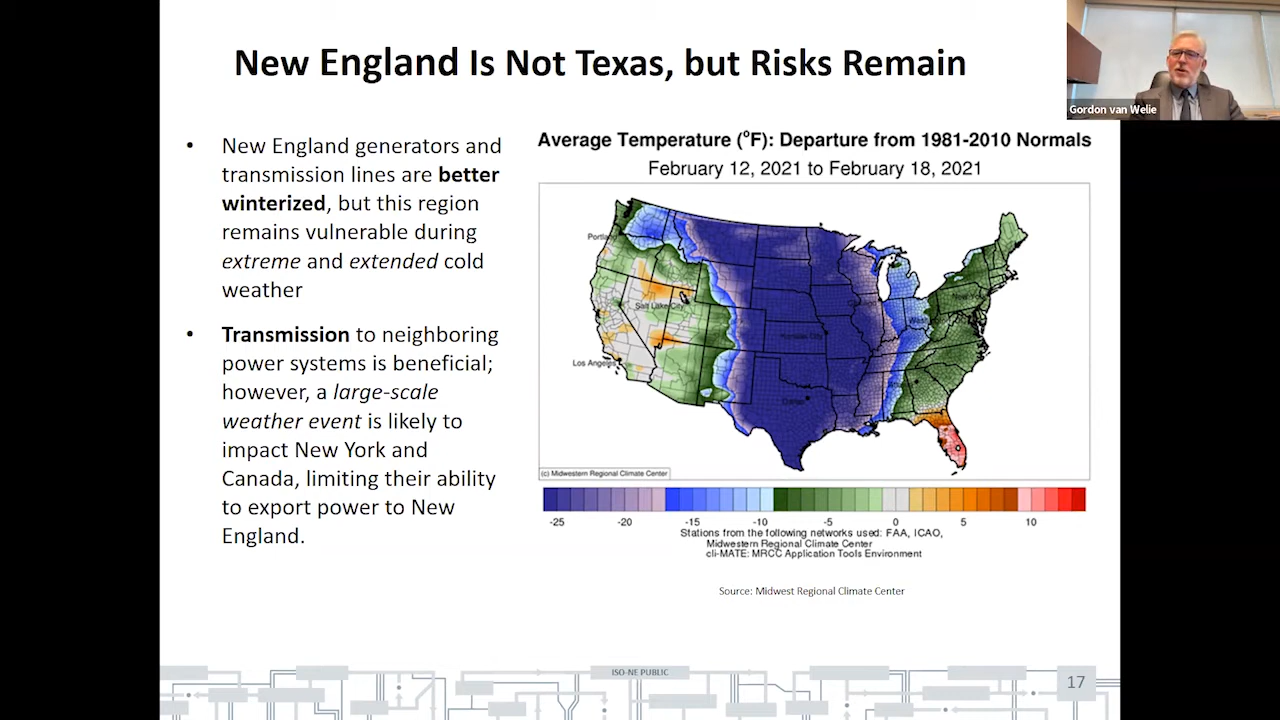 New England Is Not Texas, but Risks Remain
Gordon van Welie
• New England generators and
transmission lines are better
winterized, but this region
remains vulnerable during
extreme and extended cold
weather
• Transmission to neighboring
power systems is beneficial;
however, a large-scale
weather event is likely to
impact New York and
Canada, limiting their ability
to export power to New
England.
Average Temperature (°F): Departure from 1981-2010 Normals
February 12, 2021 to February 18, 2021
Portland
Salt Lake City
Los Angeles
Kansas City
Dallas
Chicago
New York
Wash
(c) Midwestern Regional Climate Center
-25 -20 -15 -10 -5 0 5 10
Stations from the following networks used: FAA, ICAO,
Midwestern Regional Climate Center
cli-MATE: MRCC Application Tools Environment
Source: Midwest Regional Climate Center
ISO-NE PUBLIC
17